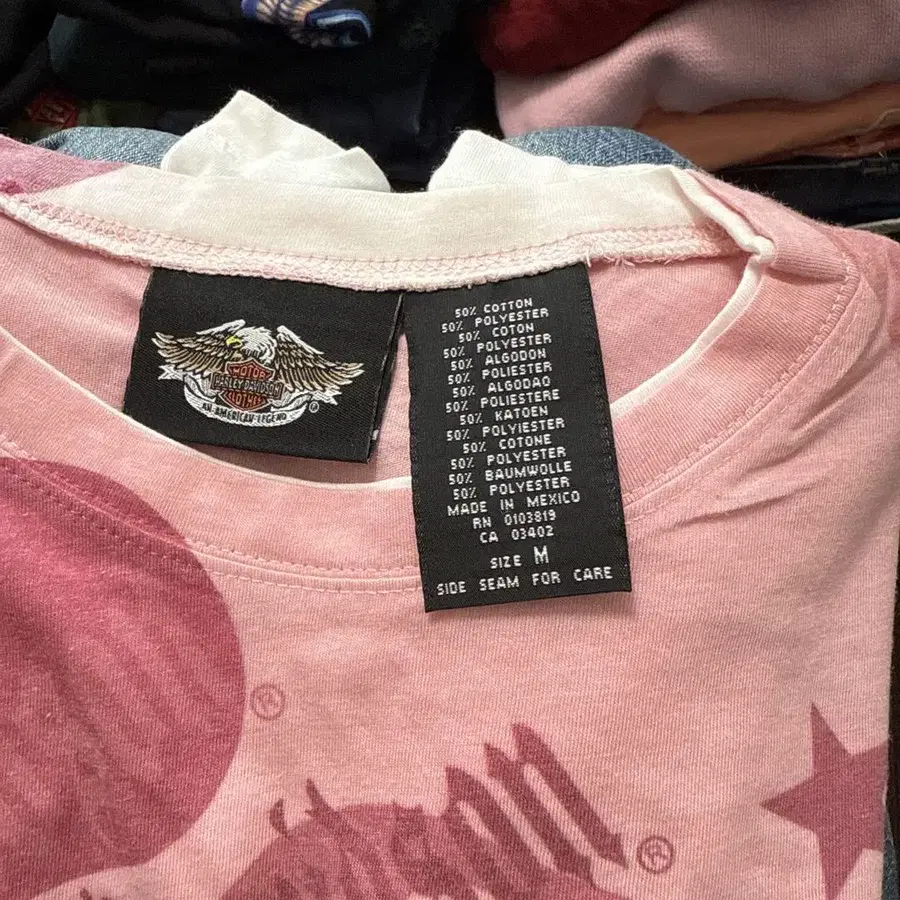 MOTOR
HARLEY-DAVIDSON
CLOTHES
AN AMERICAN LEGEND
®
50% COTTON
50% POLYESTER
50% COTON
50% POLYESTER
50% ALGODON
50% POLIESTER
50% ALGODAO
50% POLIESTERE
50% KATOEN
50% POLYIESTER
50% COTONE
50% POLYESTER
50% BAUMWOLLE
50% POLYESTER
MADE IN MEXICO
RN 0103819
CA 03402
SIZE M
SIDE SEAM FOR CARE
®
®